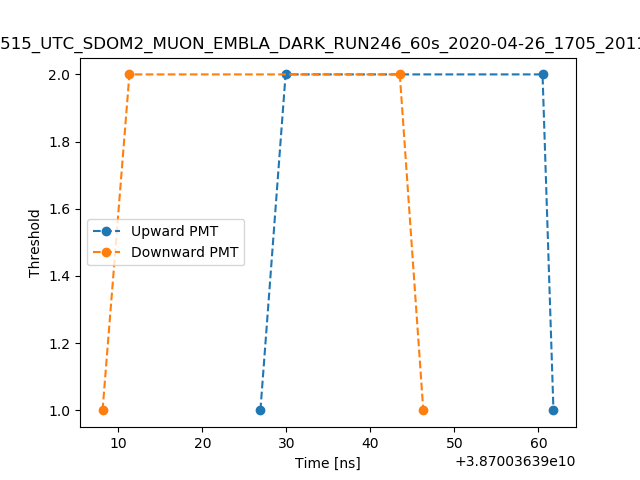 515_UTC_SDOM2_MUON_EMBLA_DARK_RUN246_60s_2020-04-26_1705_2011
2.0
1.8
1.6
1.4
1.2
1.0
Threshold
Upward PMT
Downward PMT
10 20 30 40 50 60
Time [ns]
+3.87003639e10